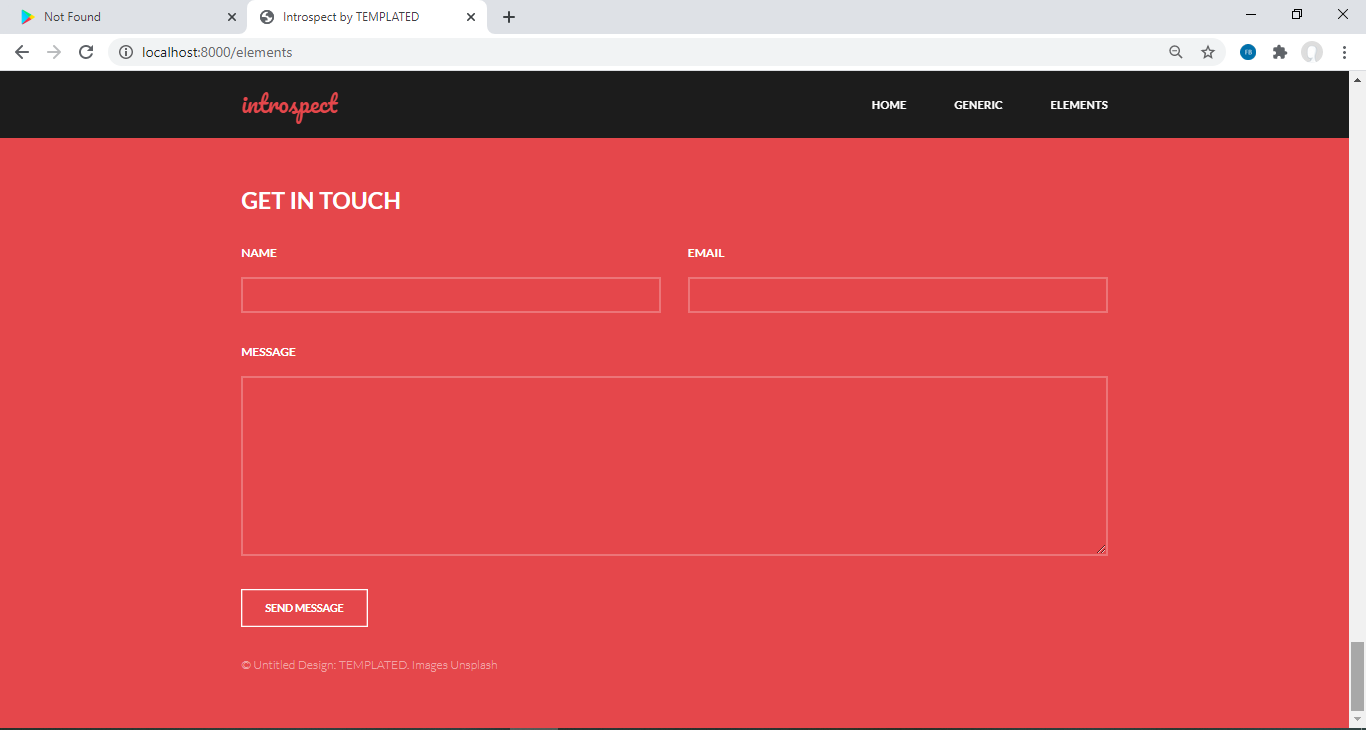 Not Found
Introspect by TEMPLATED
localhost:8000/elements
introspect
HOME GENERIC ELEMENTS
GET IN TOUCH
NAME EMAIL
MESSAGE
SEND MESSAGE
© Untitled Design: TEMPLATED. Images Unsplash